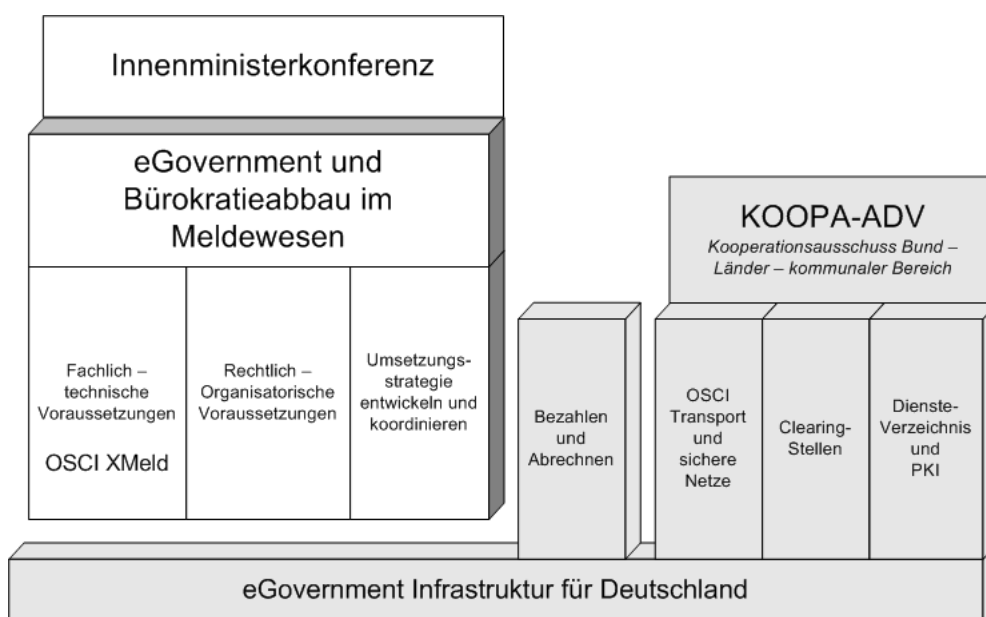 Innenministerkonferenz
eGovernment und
Bürokratieabbau im
Meldewesen
Fachlich –
technische
Voraussetzungen
OSCI XMeld
Rechtlich –
Organisatorische
Voraussetzungen
Umsetzungs-
strategie
entwickeln und
koordinieren
Bezahlen
und
Abrechnen
KOOPA-ADV
Kooperationsausschuss Bund –
Länder – kommunaler Bereich
OSCI
Transport
und
sichere
Netze
Clearing-
Stellen
Dienste-
Verzeichnis
und
PKI
eGovernment Infrastruktur für Deutschland